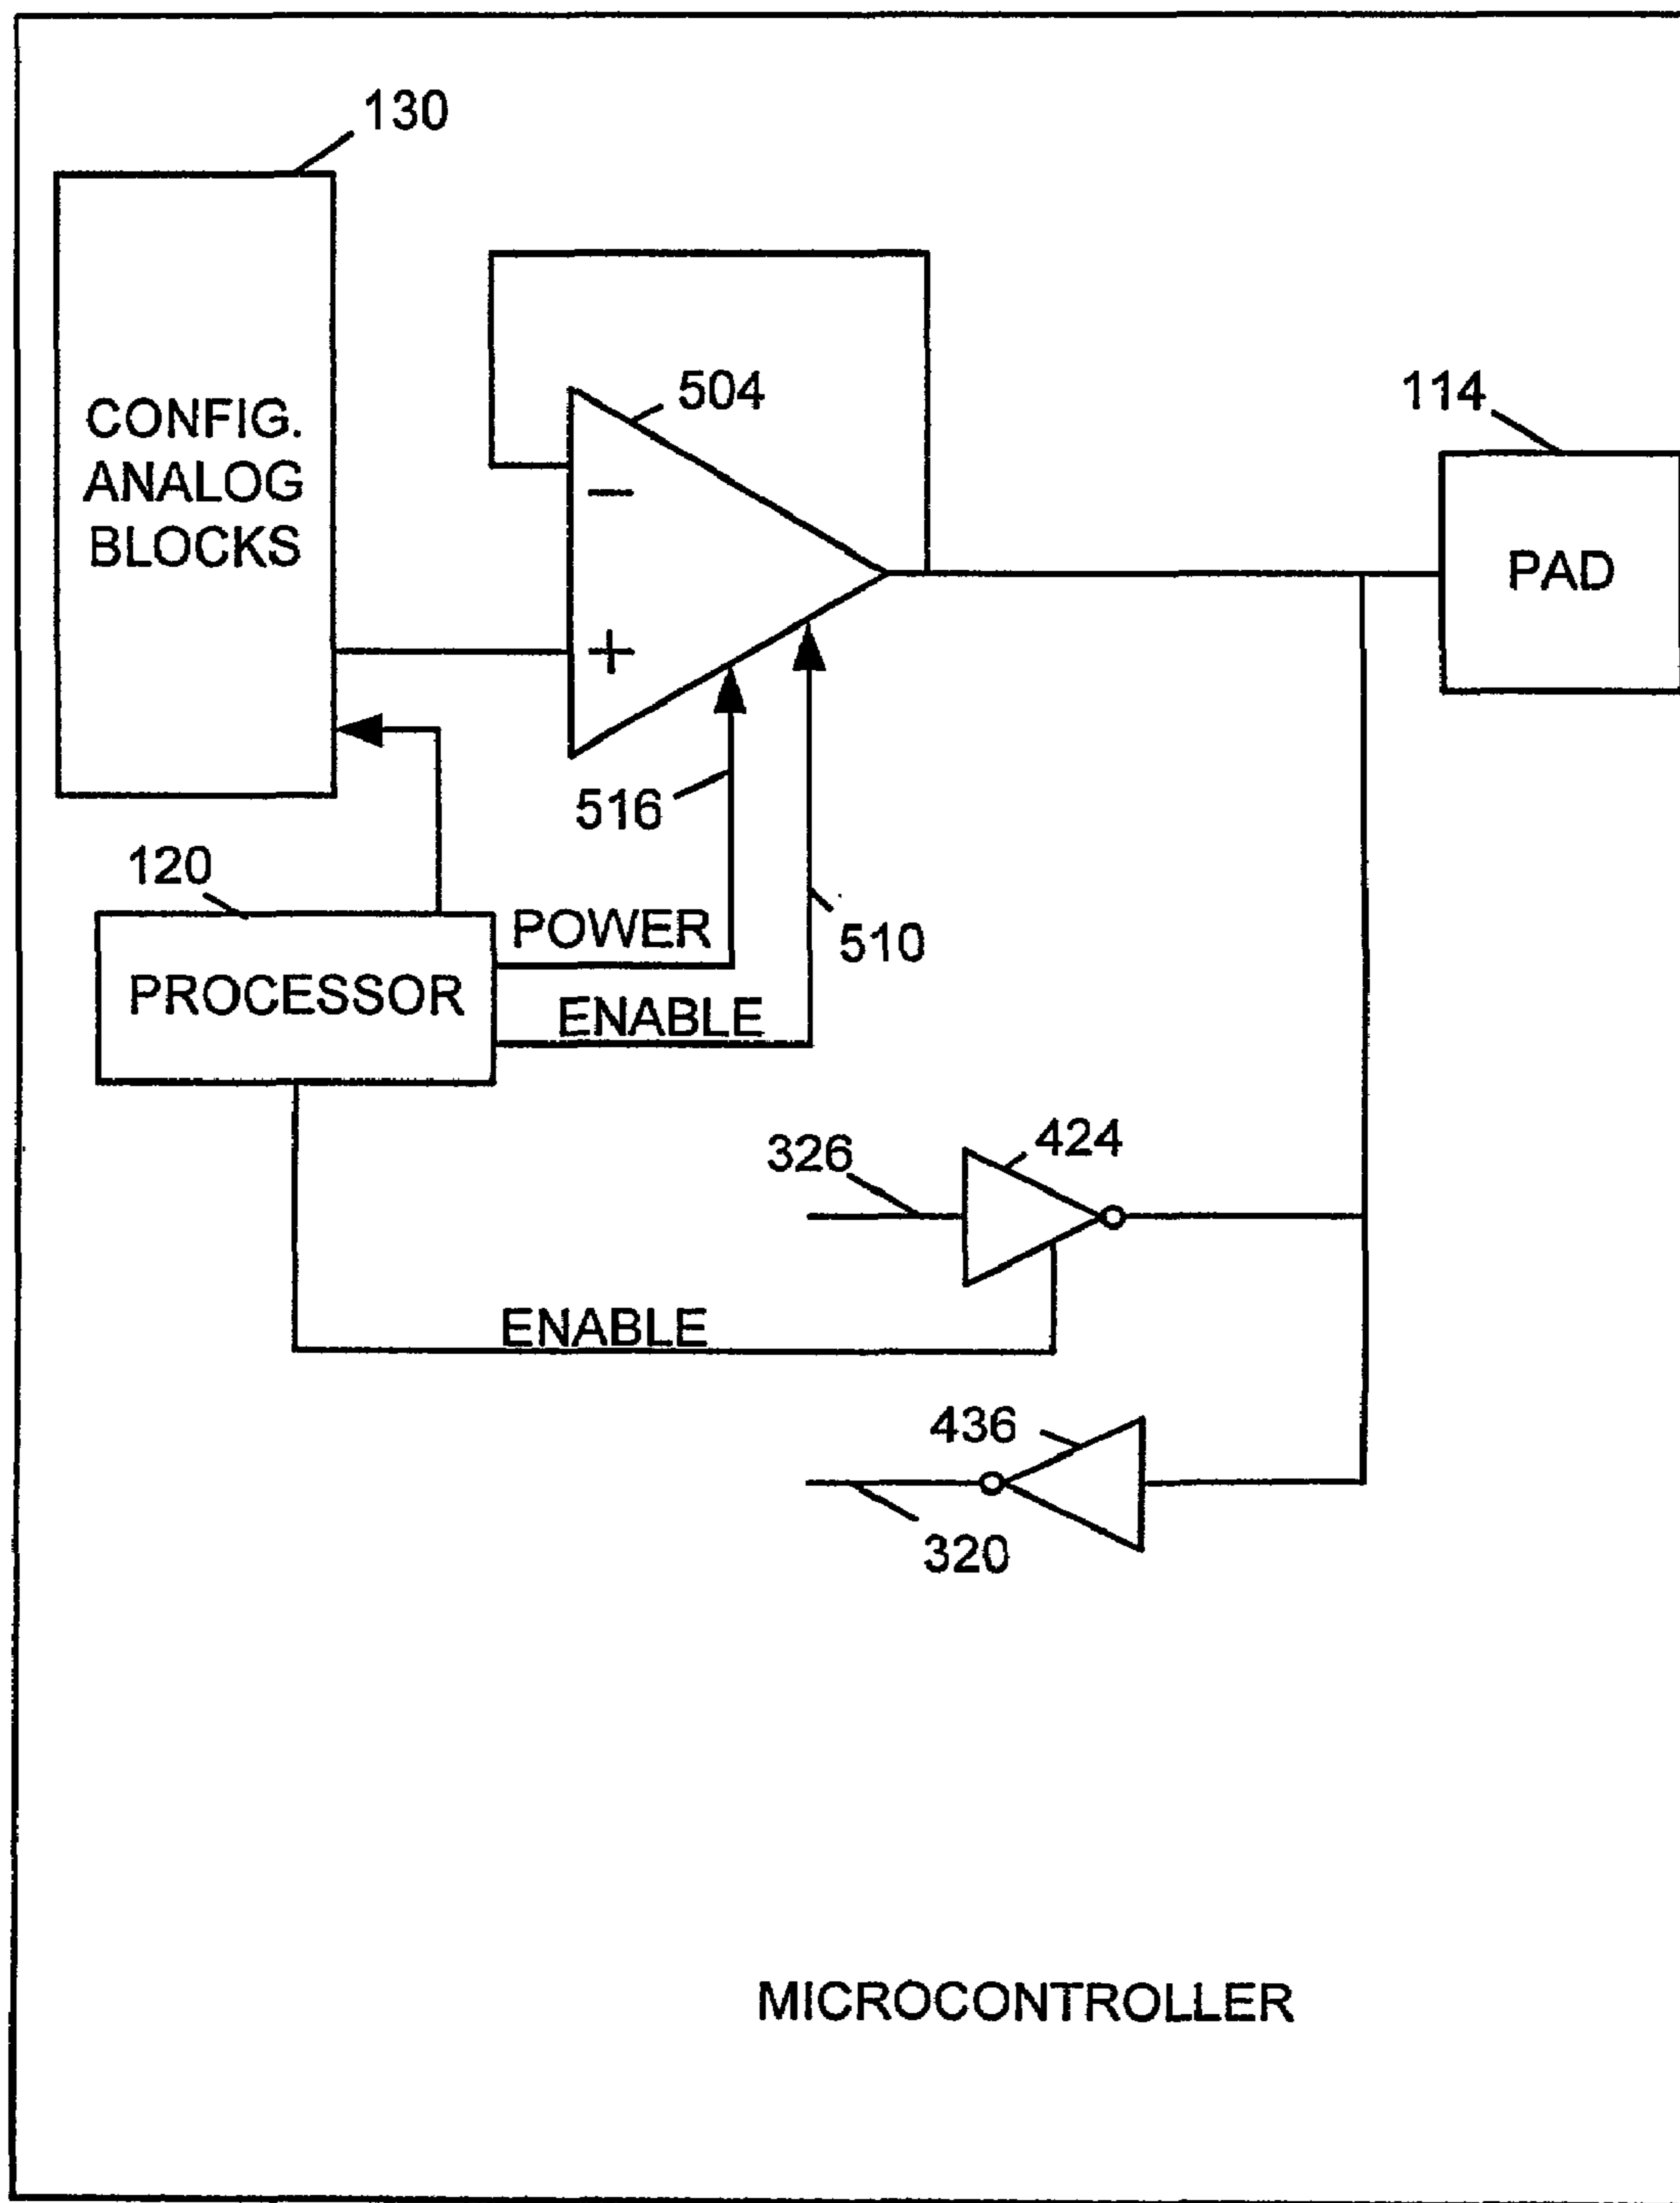 130
CONFIG.
ANALOG
BLOCKS
504
−
+
114
PAD
516
510
120
PROCESSOR
POWER
ENABLE
326
424
ENABLE
436
320
MICROCONTROLLER